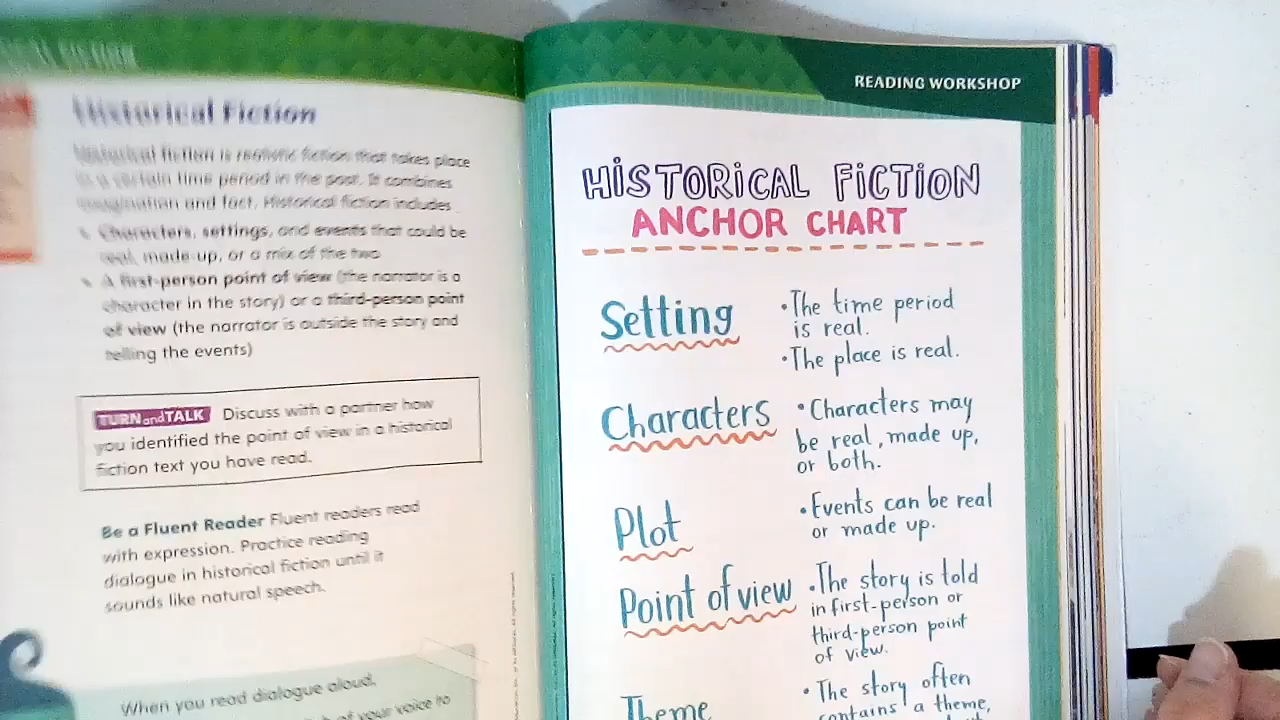 Historical Fiction
Historical fiction is realistic fiction that takes place
in a certain time period in the past. It combines
imagination and fact. Historical fiction includes
Characters, settings, and events that could be
real, made-up, or a mix of the two
A first-person point of view (the narrator is a
character in the story) or a third-person point
of view (the narrator is outside the story and
telling the events)
TURN and TALK Discuss with a partner how
you identified the point of view in a historical
fiction text you have read.
Be a Fluent Reader Fluent readers read
with expression. Practice reading
dialogue in historical fiction until it
sounds like natural speech.
When you read dialogue aloud,
of your voice to
READING WORKSHOP
HISTORICAL FICTION
ANCHOR CHART
Setting
• The time period
is real.
• The place is real.
Characters
• Characters may
be real, made up,
or both.
Plot
• Events can be real
or made up.
Point of view
• The story is told
in first-person or
third-person point
of view.
Theme
• The story often
contains a theme,